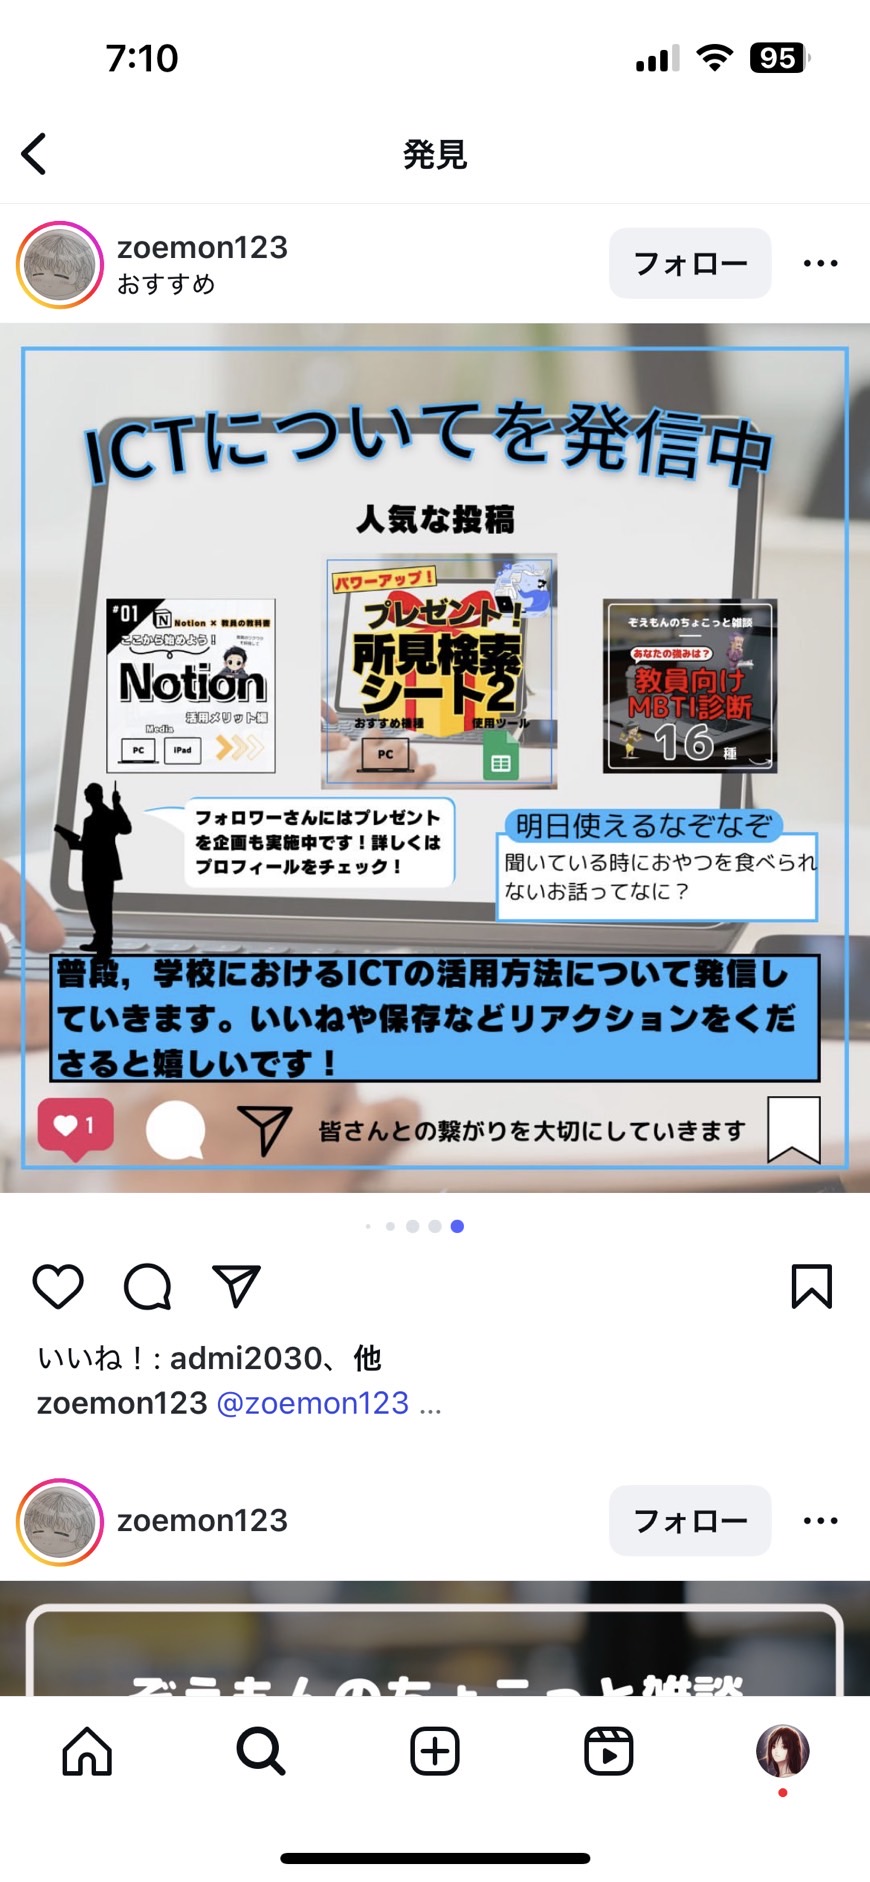 7:10
95
発見
zoemon123
おすすめ
フォロー
ICTについてを発信中
人気な投稿
#01
Notion × 教員の教科書
ここから始めよう！
Notion
活用メリット編
Media
PC
iPad
パワーアップ！
プレゼント！
所見検索
シート2
おすすめ機種
使用ツール
PC
ぞえもんのちょこっと雑談
あなたの強みは？
教員向け
MBTI診断
16種
フォロワーさんにはプレゼント
を企画も実施中です！詳しくは
プロフィールをチェック！
明日使えるなぞなぞ
聞いている時におやつを食べられ
ないお話ってなに？
普段，学校におけるICTの活用方法について発信し
ていきます。いいねや保存などリアクションをくだ
さると嬉しいです！
1
皆さんとの繋がりを大切にしていきます
いいね！: admi2030、他
zoemon123 @zoemon123 ...
zoemon123
フォロー
ぞえもんのちょこっと雑談